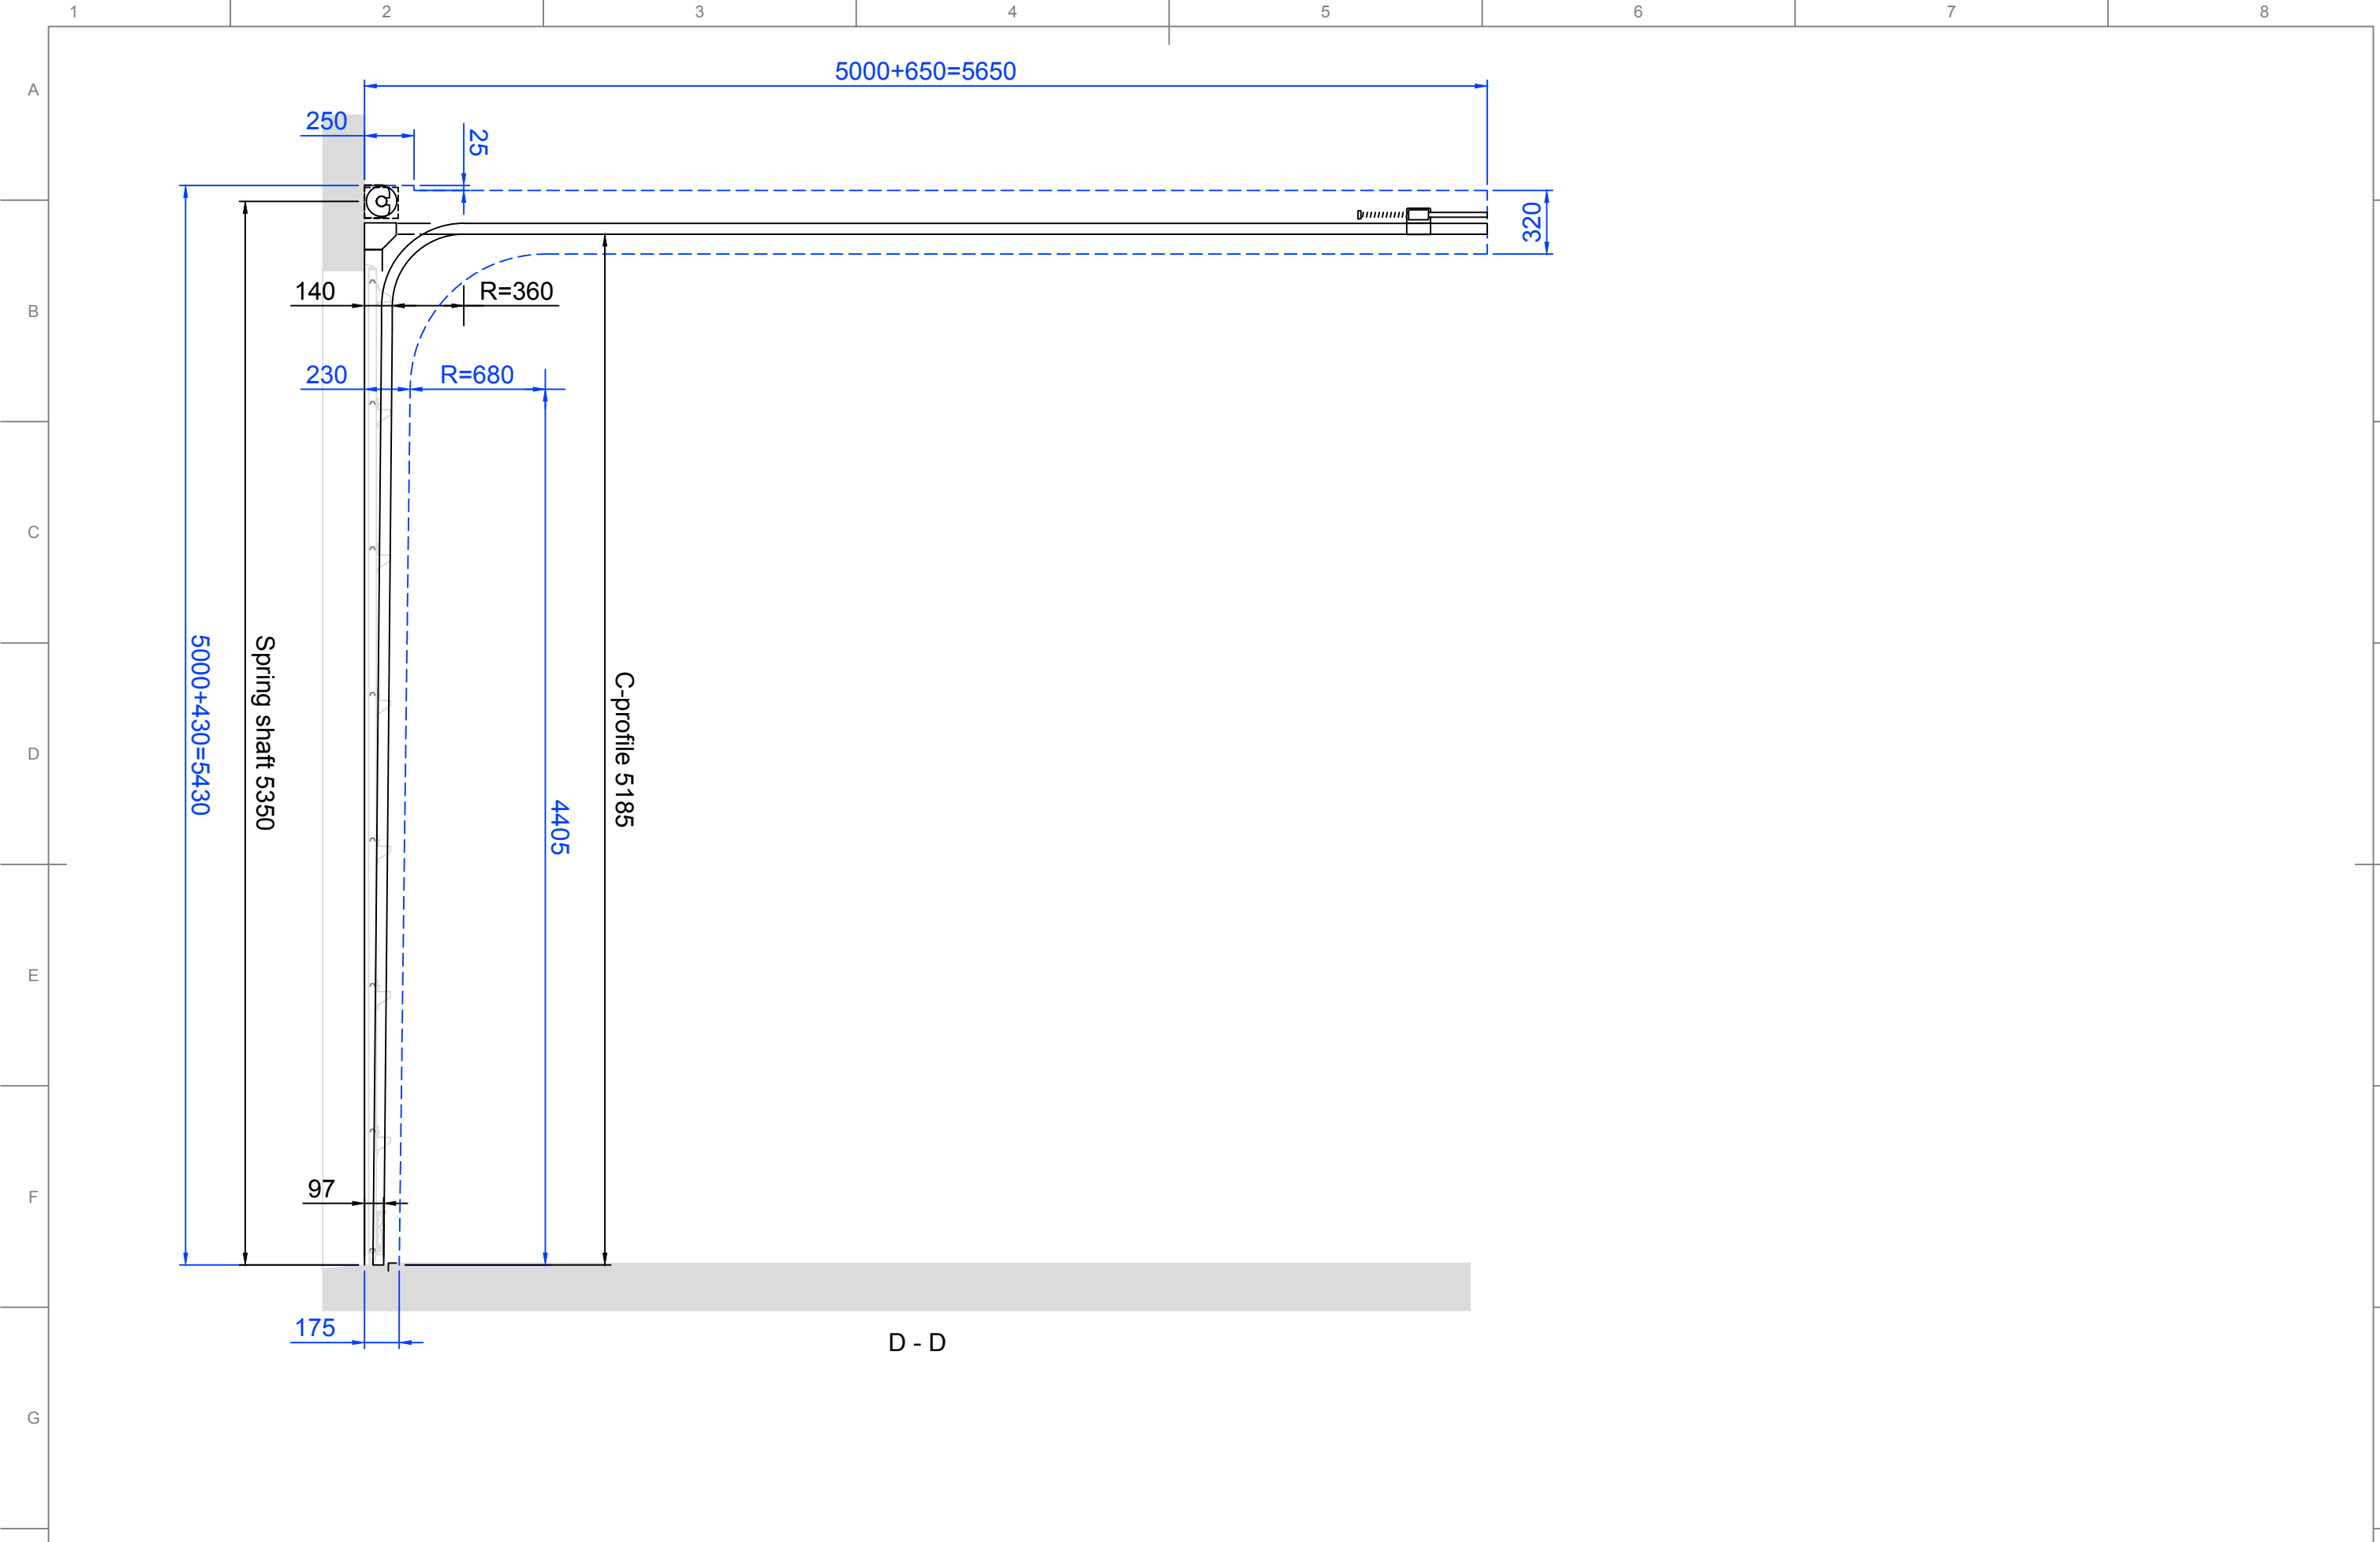 1 2 3 4 5 6 7 8
A
5000+650=5650
250
25
320
B
140 R=360
230 R=680
C
5000+430=5430
Spring shaft 5350
C-profile 5185
D
4405
E
97
F
175
D - D
G